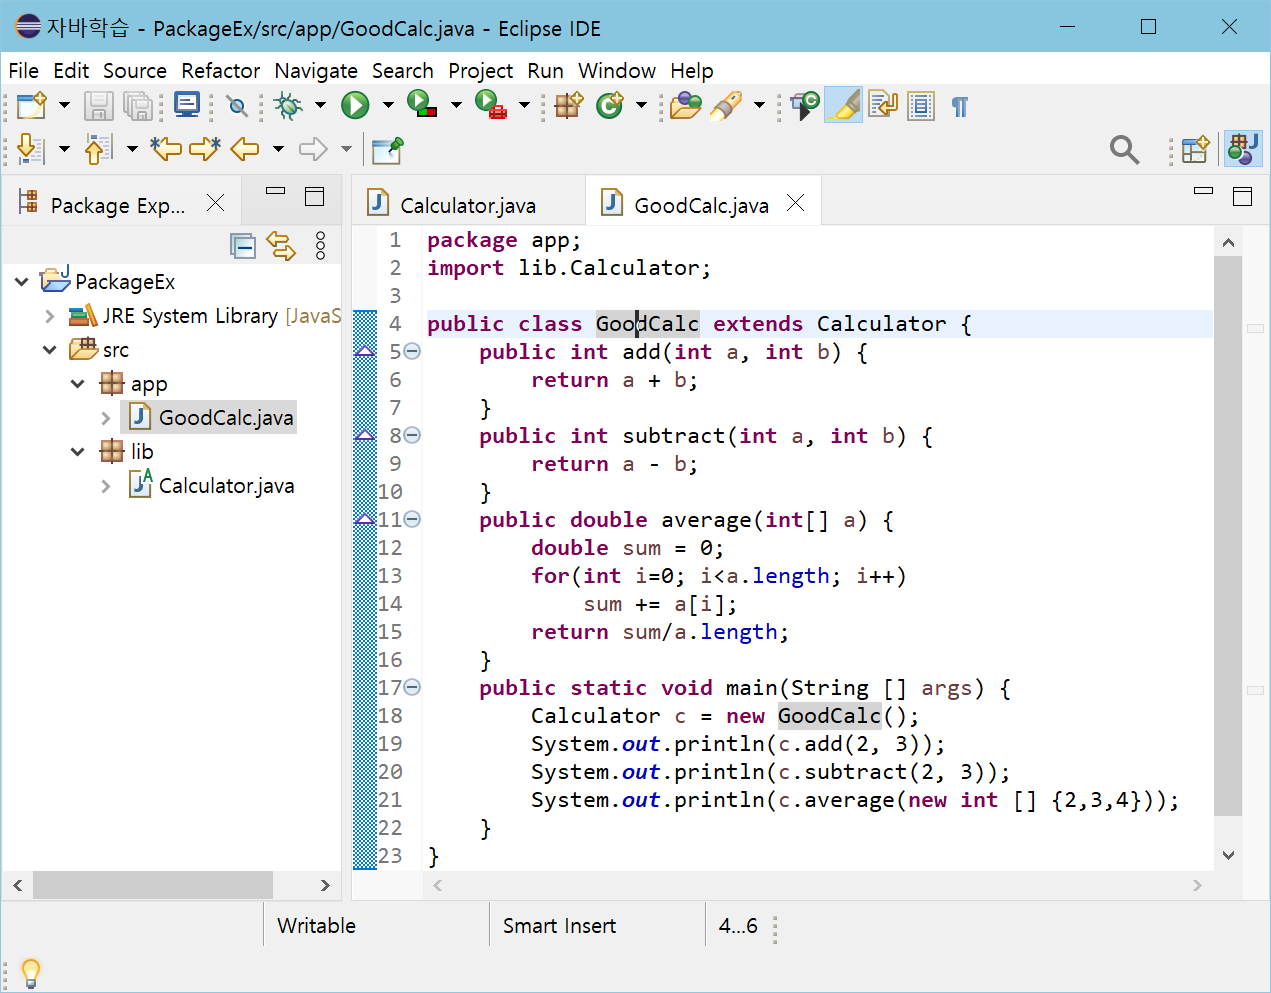 자바학습 - PackageEx/src/app/GoodCalc.java - Eclipse IDE
File Edit Source Refactor Navigate Search Project Run Window Help
Package Exp...
Calculator.java
GoodCalc.java
PackageEx
JRE System Library [JavaS
src
app
GoodCalc.java
lib
Calculator.java
1 package app;
2 import lib.Calculator;
3
4 public class GoodCalc extends Calculator {
5 public int add(int a, int b) {
6 return a + b;
7 }
8 public int subtract(int a, int b) {
9 return a - b;
10 }
11 public double average(int[] a) {
12 double sum = 0;
13 for(int i=0; i<a.length; i++)
14 sum += a[i];
15 return sum/a.length;
16 }
17 public static void main(String [] args) {
18 Calculator c = new GoodCalc();
19 System.out.println(c.add(2, 3));
20 System.out.println(c.subtract(2, 3));
21 System.out.println(c.average(new int [] {2,3,4}));
22 }
23 }
Writable
Smart Insert
4...6